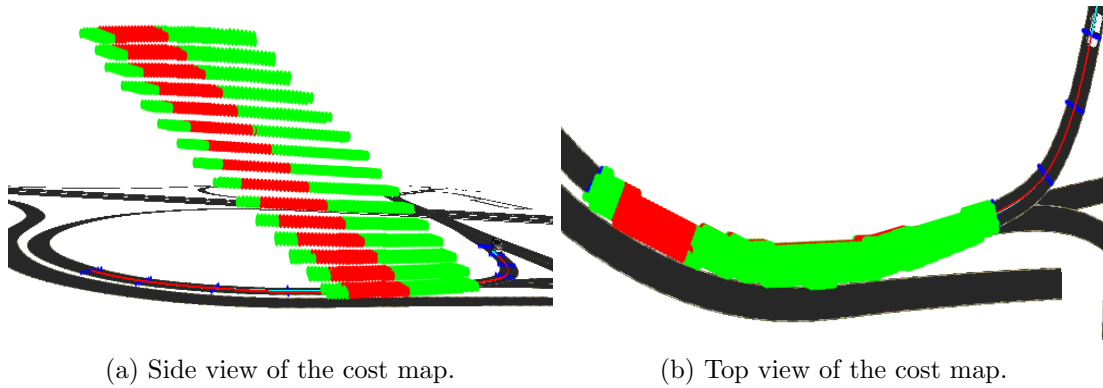 (a) Side view of the cost map.
(b) Top view of the cost map.